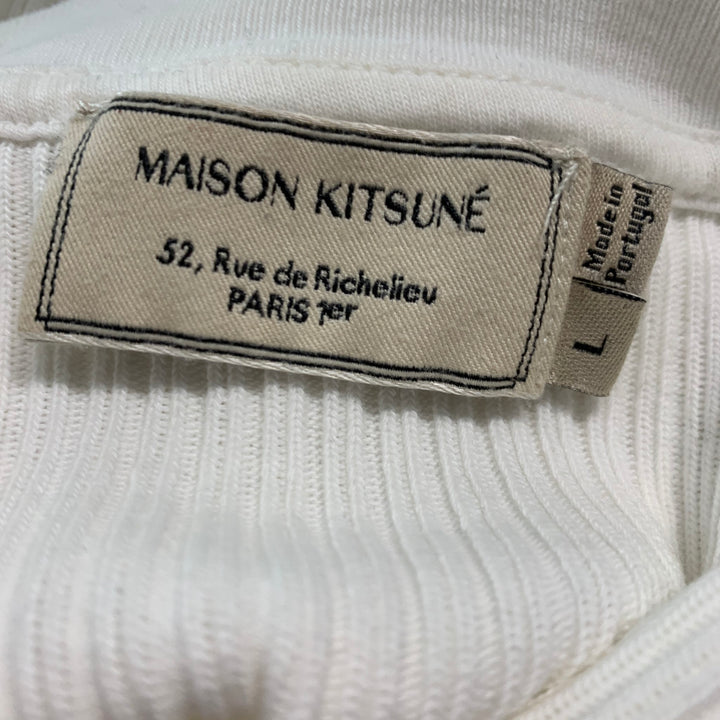 MAISON KITSUNÉ
52, Rue de Richelieu
PARIS 1er
Made in
Portugal
L